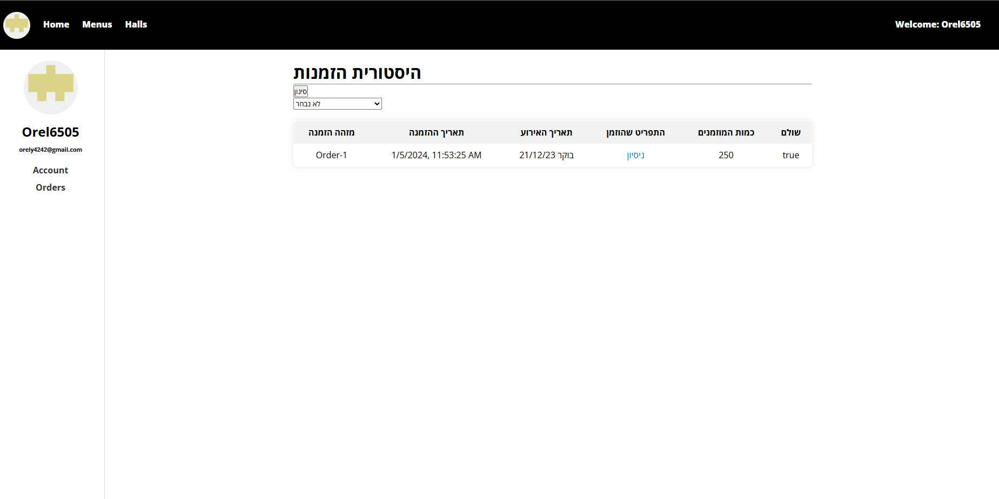 Home Menus Halls Welcome: Orel6505
Orel6505
orely4242@gmail.com
Account
Orders
היסטורית הזמנות
סינון
לא נבחר
מזהה הזמנה תאריך ההזמנה תאריך האירוע התפריט שהוזמן כמות המוזמנים שולם
Order-1 1/5/2024, 11:53:25 AM 21/12/23 בוקר ניסיון 250 true